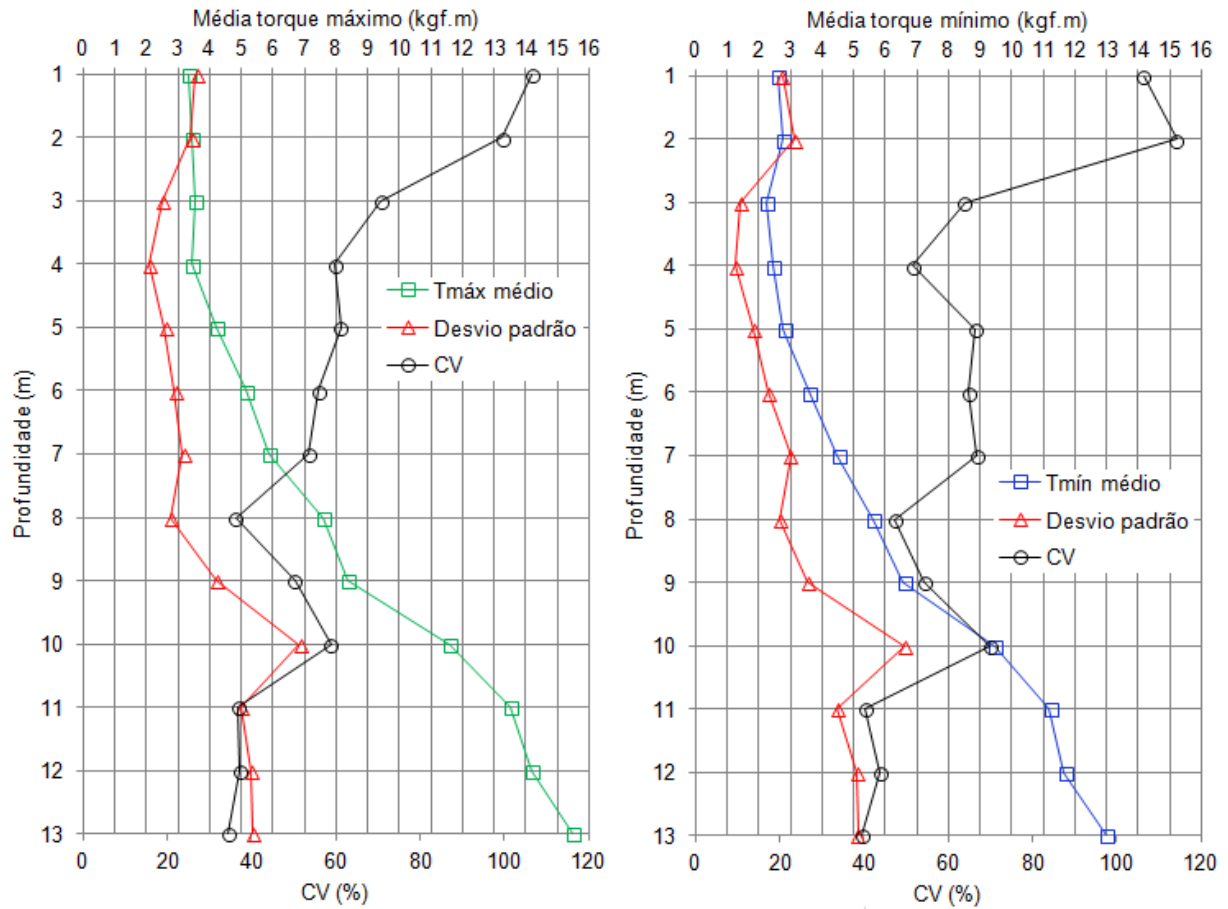 Média torque máximo (kgf.m)
0 1 2 3 4 5 6 7 8 9 10 11 12 13 14 15 16
1
2
3
4
5
6
7
8
9
10
11
12
13
Profundidade (m)
Tmáx médio
Desvio padrão
CV
0 20 40 60 80 100 120
CV (%)
Média torque mínimo (kgf.m)
0 1 2 3 4 5 6 7 8 9 10 11 12 13 14 15 16
1
2
3
4
5
6
7
8
9
10
11
12
13
Profundidade (m)
Tmín médio
Desvio padrão
CV
0 20 40 60 80 100 120
CV (%)